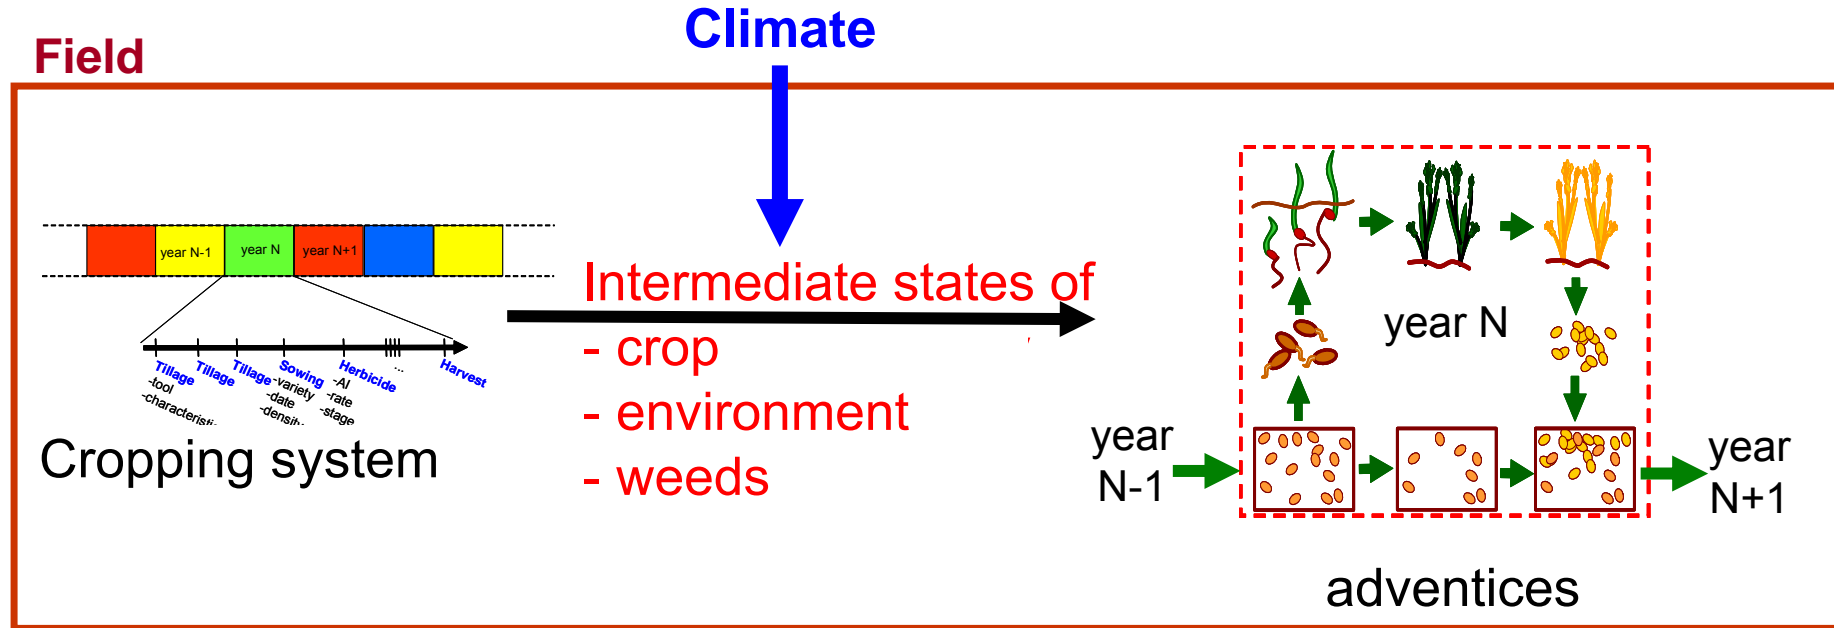 Climate
Field
year N-1
year N
year N+1
Tillage
-tool
Tillage
Tillage
Sowing
-variety
-date
Herbicide
-AI
-rate
-stage
...
Harvest
Cropping system
Intermediate states of
- crop
- environment
- weeds
year N
year
N-1
year
N+1
adventices